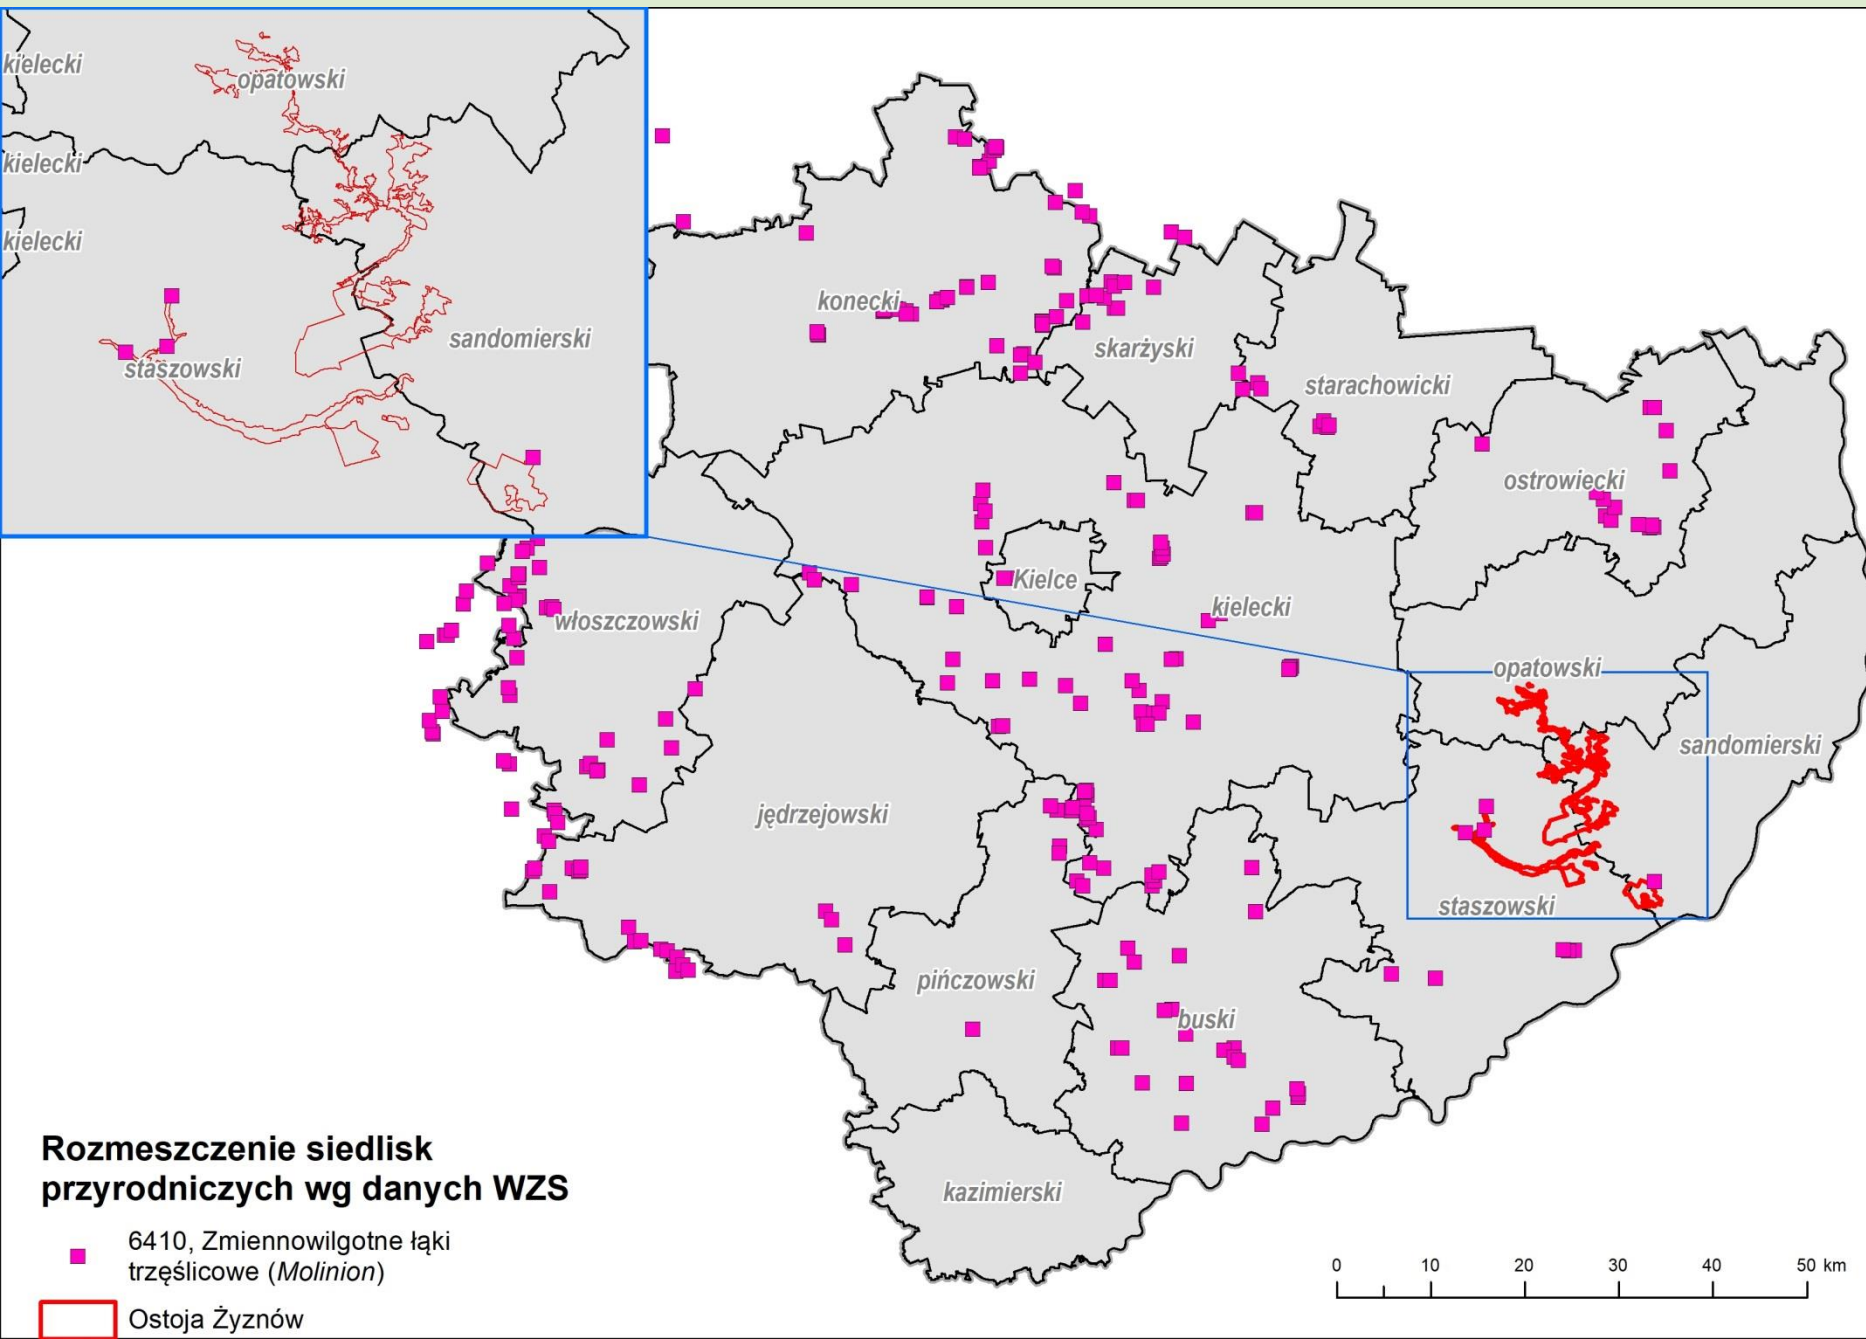 kielecki
opatowski
kielecki
kielecki
sandomierski
staszowski
konecki
skarżyski
starachowicki
ostrowiecki
Kielce
kielecki
włoszczowski
opatowski
sandomierski
jędrzejowski
staszowski
pińczowski
buski
kazimierski
Rozmeszczenie siedlisk
przyrodniczych wg danych WZS
6410, Zmiennowilgotne łąki
trzęślicowe (Molinion)
Ostoja Żyznów
0 10 20 30 40 50 km